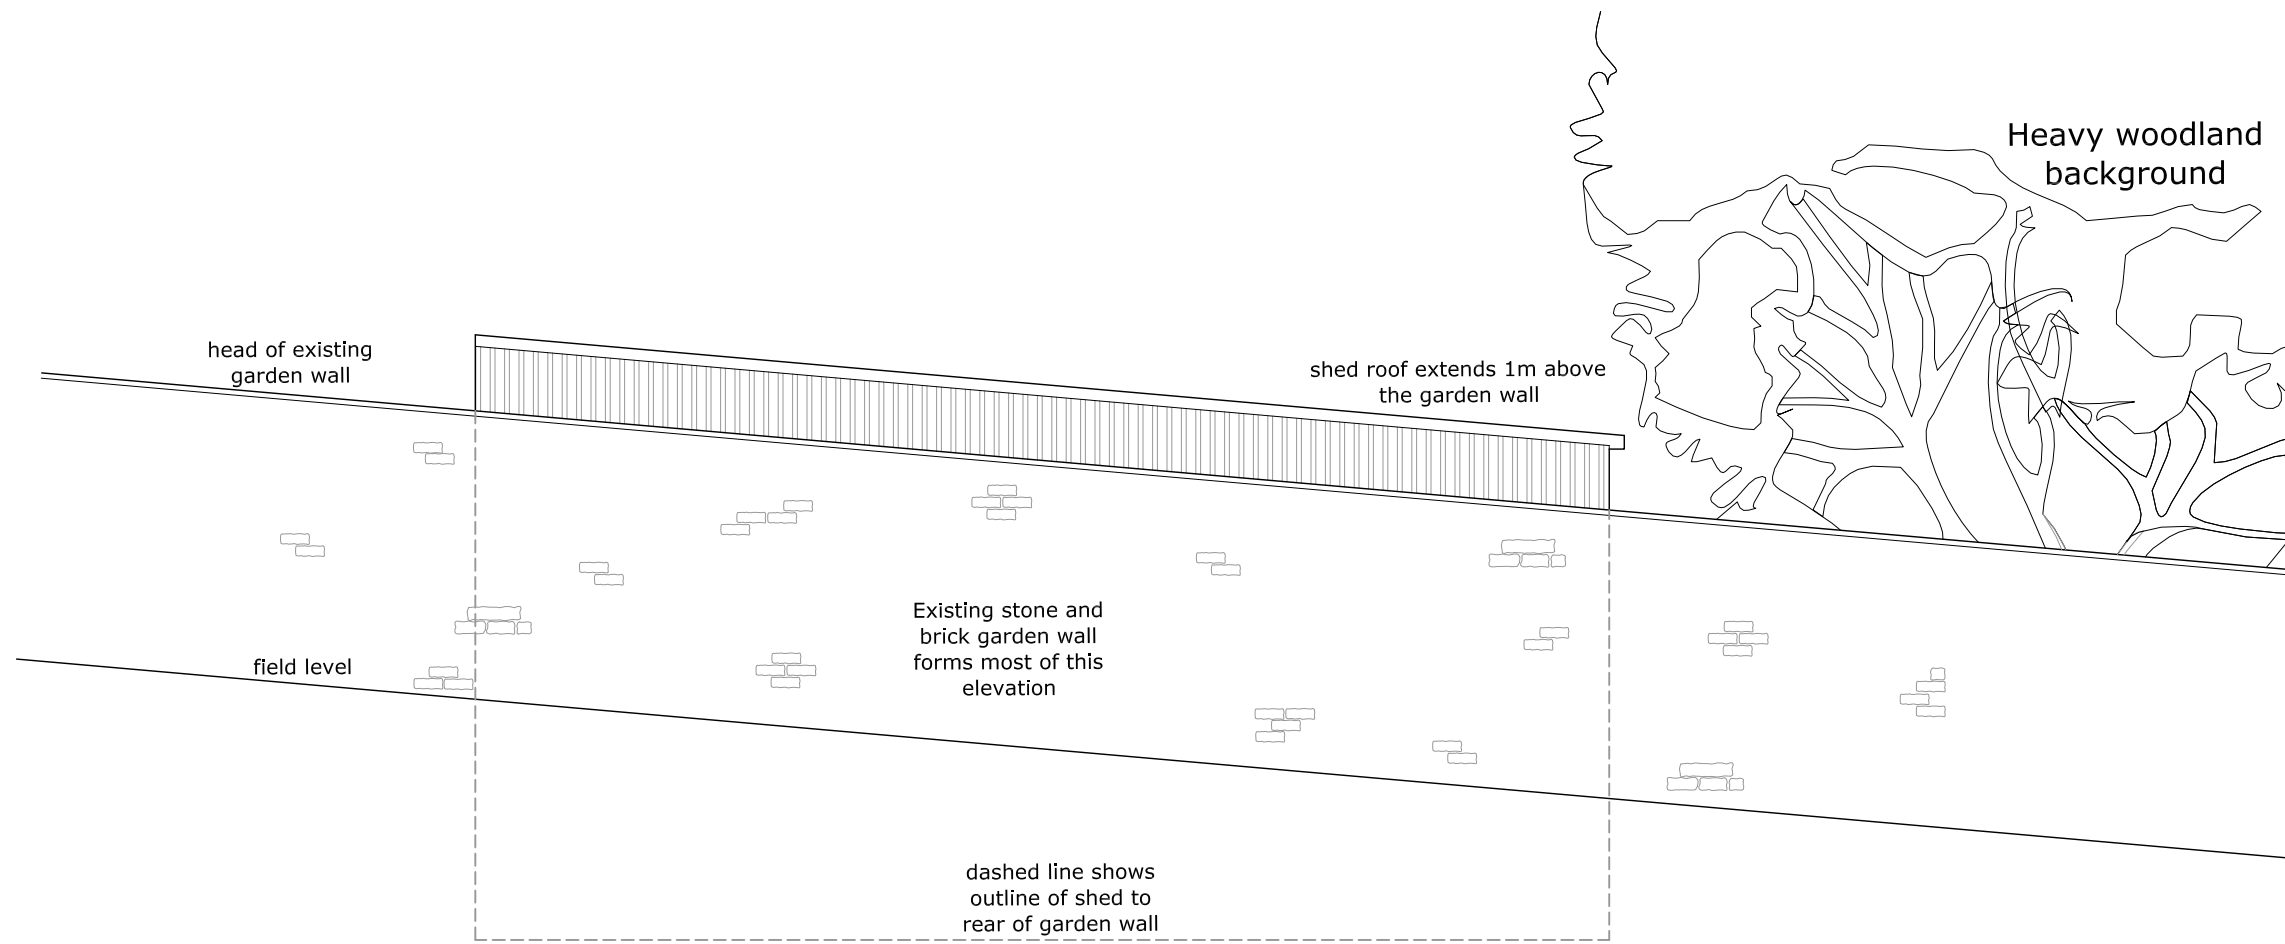 Heavy woodland
background
head of existing
garden wall
shed roof extends 1m above
the garden wall
Existing stone and
brick garden wall
forms most of this
elevation
field level
dashed line shows
outline of shed to
rear of garden wall